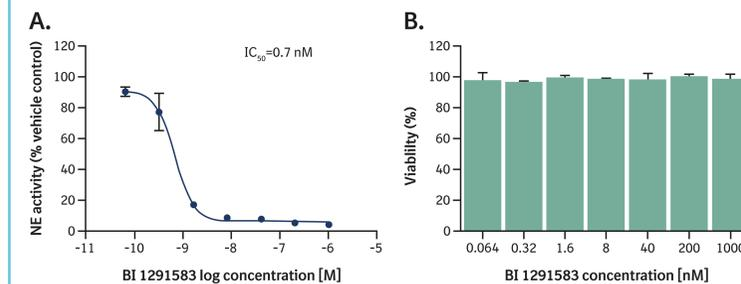 A.
NE activity (% vehicle control)
120
100
80
60
40
20
0
IC50=0.7 nM
-11 -10 -9 -8 -7 -6 -5
BI 1291583 log concentration [M]
B.
Viablilty (%)
120
100
80
60
40
20
0
0.064 0.32 1.6 8 40 200 1000
BI 1291583 concentration [nM]